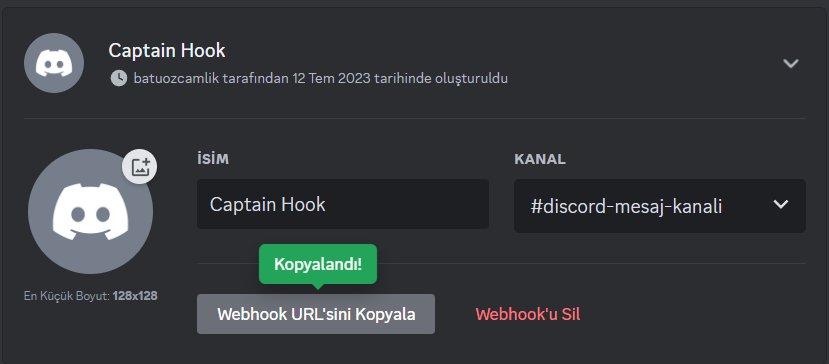 Captain Hook
batuozcamlik tarafından 12 Tem 2023 tarihinde oluşturuldu
İSİM
KANAL
Captain Hook
#discord-mesaj-kanali
Kopyalandı!
En Küçük Boyut: 128x128
Webhook URL'sini Kopyala
Webhook'u Sil